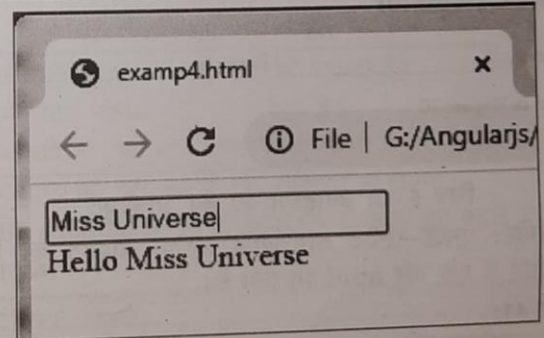 examp4.html
File | G:/Angularjs/
Miss Universe
Hello Miss Universe